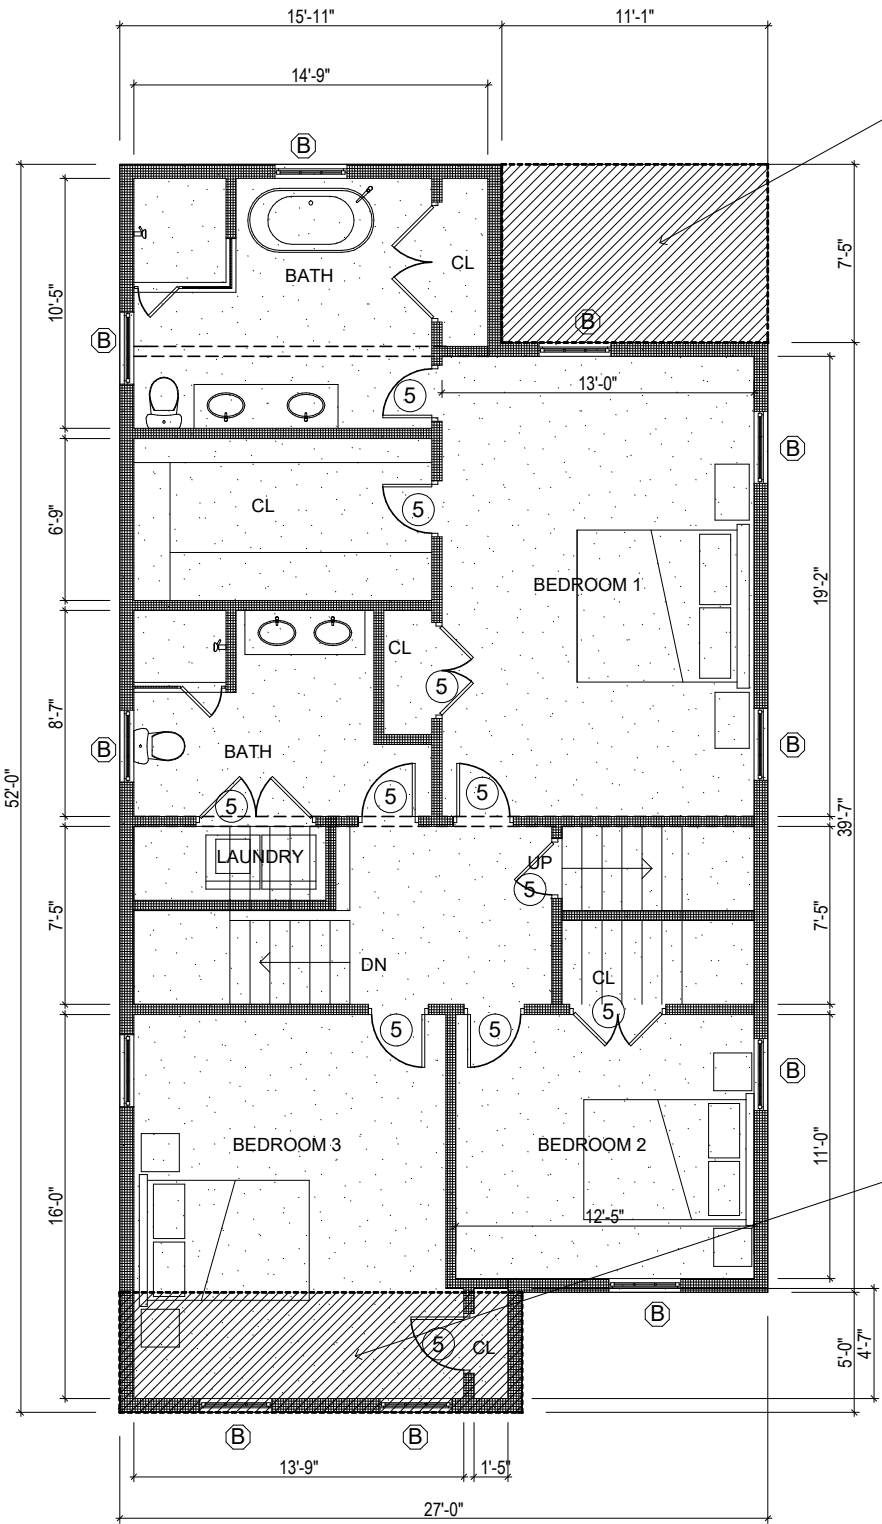 15'-11"
11'-1"
14'-9"
B
BATH
CL
7'-5"
10'-5"
B
B
13'-0"
5
B
CL
5
6'-9"
BEDROOM 1
19'-2"
CL
5
8'-7"
B
BATH
B
5
5
5
52'-0"
39'-7"
LAUNDRY
UP
5
7'-5"
7'-5"
DN
CL
5
5
5
B
BEDROOM 3
BEDROOM 2
11'-0"
16'-0"
12'-5"
B
5
CL
5'-0"
4'-7"
B
B
13'-9"
1'-5"
27'-0"